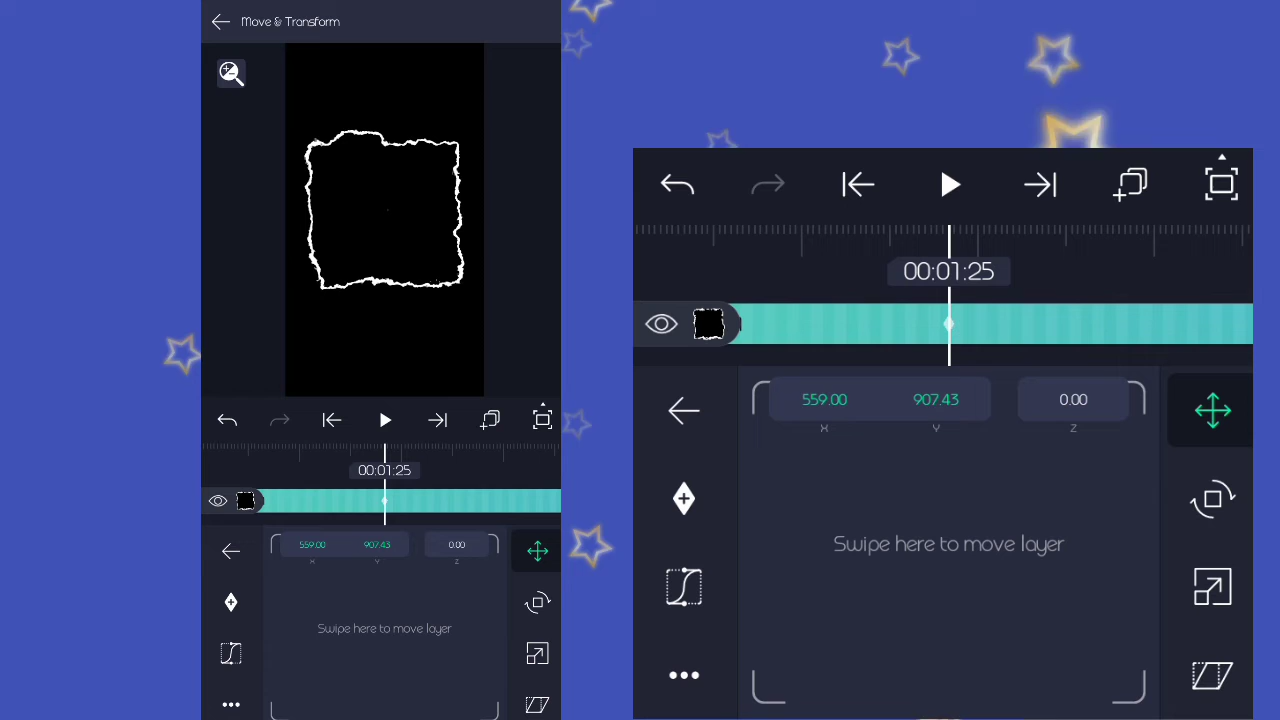 Move & Transform
00:01:25
559.00 907.43 0.00
X Y Z
Swipe here to move layer
00:01:25
559.00 907.43 0.00
X Y Z
Swipe here to move layer